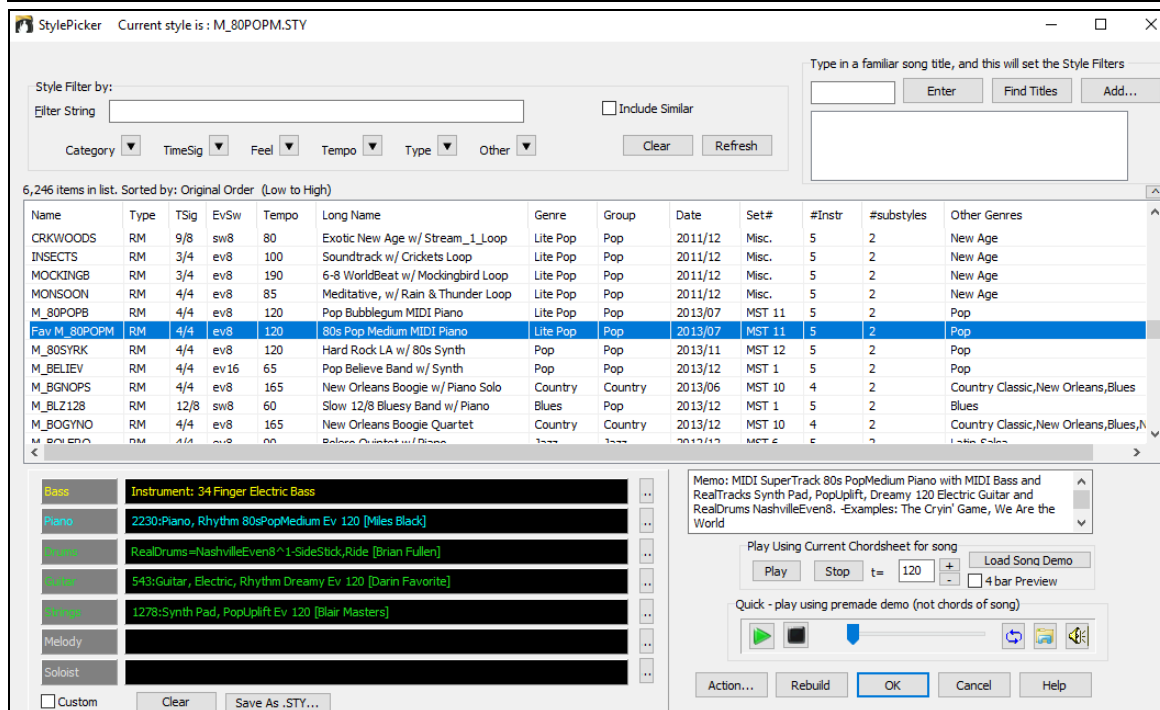 StylePicker Current style is : M_80POPM.STY
Type in a familiar song title, and this will set the Style Filters
Enter Find Titles Add...
Style Filter by:
Filter String
Include Similar
Category TimeSig Feel Tempo Type Other Clear Refresh
6,246 items in list. Sorted by: Original Order (Low to High)
Name Type TSig EvSw Tempo Long Name Genre Group Date Set# #Instr #substyles Other Genres
CRKWOODS RM 9/8 sw8 80 Exotic New Age w/ Stream_1_Loop Lite Pop Pop 2011/12 Misc. 5 2 New Age
INSECTS RM 3/4 ev8 100 Soundtrack w/ Crickets Loop Lite Pop Pop 2011/12 Misc. 5 2 New Age
MOCKINGB RM 3/4 ev8 190 6-8 WorldBeat w/ Mockingbird Loop Lite Pop Pop 2011/12 Misc. 5 2 New Age
MONSOON RM 4/4 ev8 85 Meditative, w/ Rain & Thunder Loop Lite Pop Pop 2011/12 Misc. 5 2 New Age
M_80POPB RM 4/4 ev8 120 Pop Bubblegum MIDI Piano Lite Pop Pop 2013/07 MST 11 5 2 Pop
Fav M_80POPM RM 4/4 ev8 120 80s Pop Medium MIDI Piano Lite Pop Pop 2013/07 MST 11 5 2 Pop
M_80SYRK RM 4/4 ev8 120 Hard Rock LA w/ 80s Synth Pop Pop 2013/11 MST 12 5 2 Pop
M_BELIEV RM 4/4 ev16 65 Pop Believe Band w/ Synth Pop Pop 2013/12 MST 1 5 2 Pop
M_BGNOPS RM 4/4 ev8 165 New Orleans Boogie w/ Piano Solo Country Country 2013/06 MST 10 4 2 Country Classic,New Orleans,Blues
M_BLZ128 RM 12/8 sw8 60 Slow 12/8 Bluesy Band w/ Piano Blues Pop 2013/12 MST 1 5 2 Blues
M_BOGYNO RM 4/4 ev8 165 New Orleans Boogie Quartet Country Country 2013/12 MST 10 4 2 Country Classic,New Orleans,Blues,N
M_BOLERO RM 4/4 ev8 90 Bolero Quintet w/ Piano Jazz Jazz 2012/12 MST 6 5 2 Latin-Salsa
Bass Instrument: 34 Finger Electric Bass ..
Piano 2230:Piano, Rhythm 80sPopMedium Ev 120 [Miles Black] ..
Drums RealDrums=NashvilleEven8^1-SideStick,Ride [Brian Fullen] ..
Guitar 543:Guitar, Electric, Rhythm Dreamy Ev 120 [Darin Favorite] ..
Strings 1278:Synth Pad, PopUplift Ev 120 [Blair Masters] ..
Melody ..
Soloist ..
Custom Clear Save As .STY...
Memo: MIDI SuperTrack 80s PopMedium Piano with MIDI Bass and
RealTracks Synth Pad, PopUplift, Dreamy 120 Electric Guitar and
RealDrums NashvilleEven8. -Examples: The Cryin' Game, We Are the
World
Play Using Current Chordsheet for song
Play Stop t= 120 + - Load Song Demo
4 bar Preview
Quick - play using premade demo (not chords of song)
Action... Rebuild OK Cancel Help